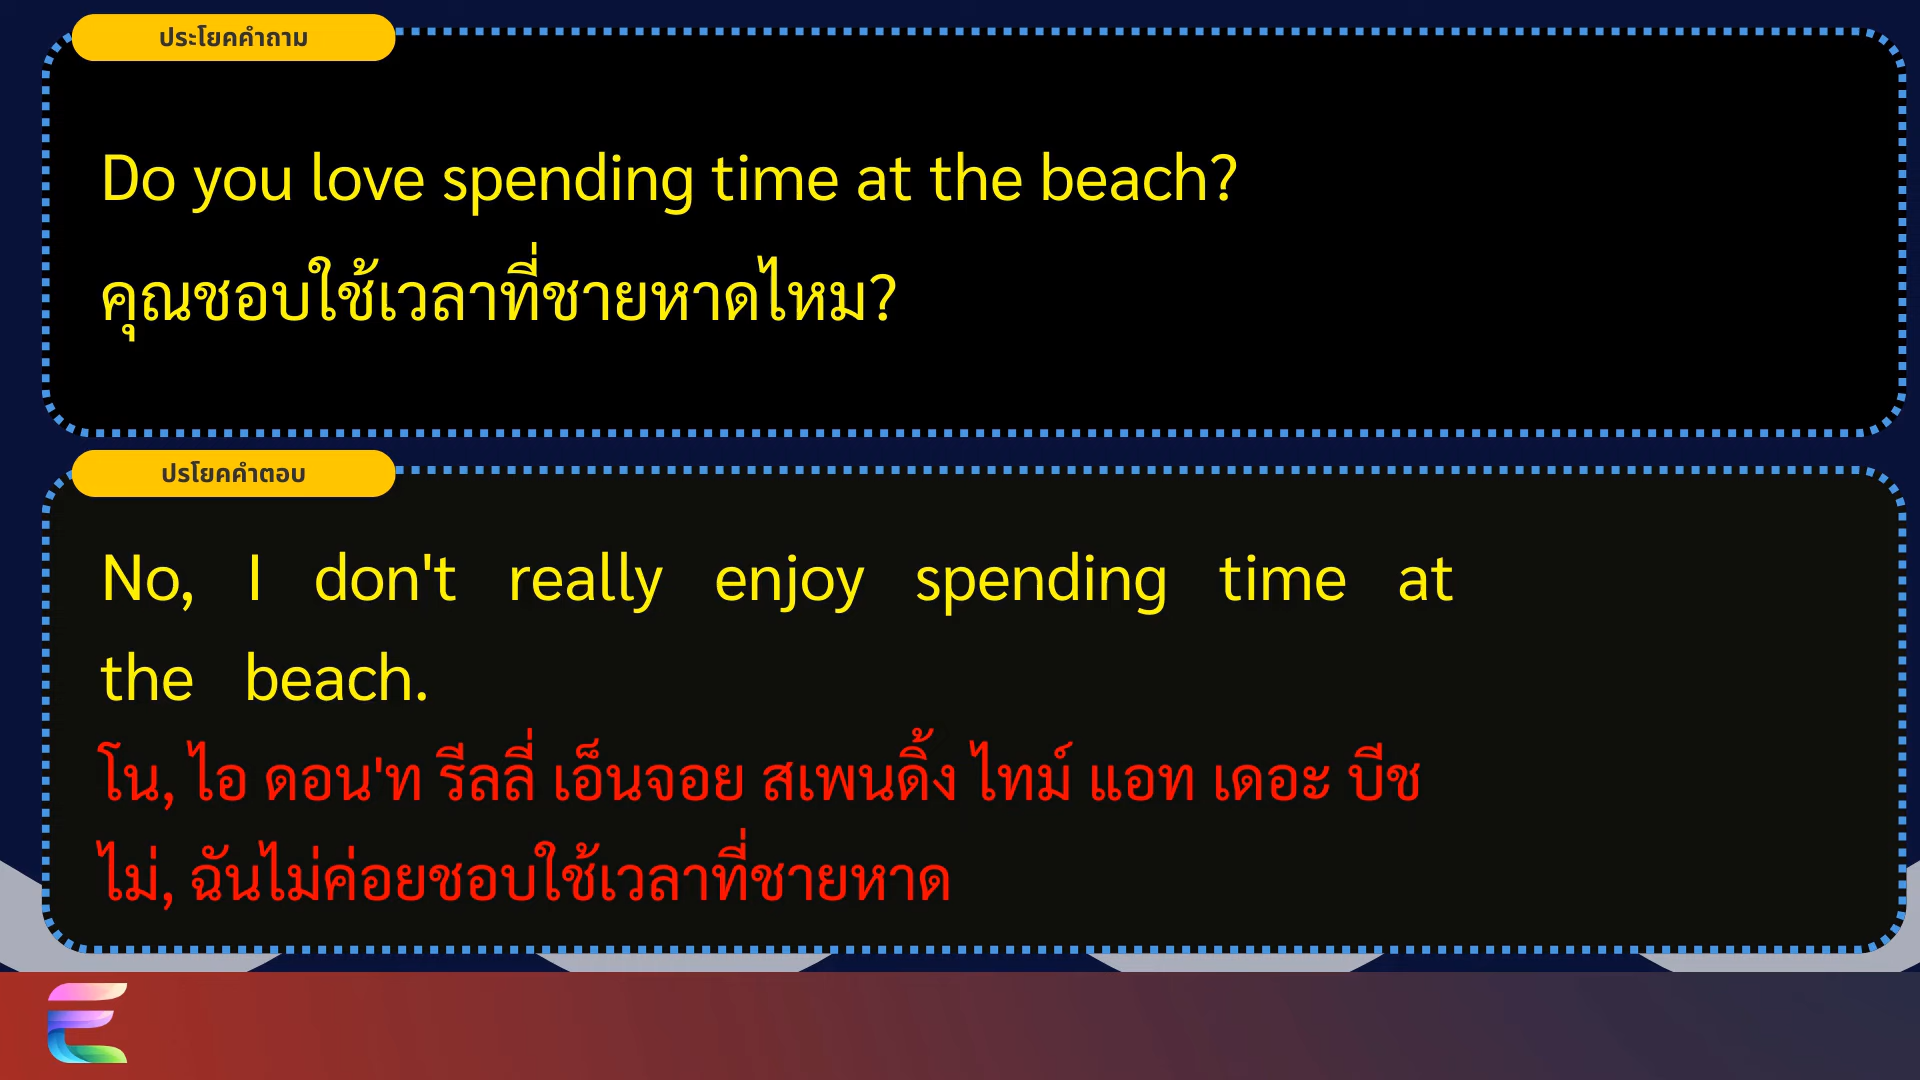 ประโยคคำถาม
Do you love spending time at the beach?
คุณชอบใช้เวลาที่ชายหาดไหม?
ปรโยคคำตอบ
No, I don't really enjoy spending time at
the beach.
โน, ไอ ดอน'ท รีลลี่ เอ็นจอย สเพนดิ้ง ไทม์ แอท เดอะ บีช
ไม่, ฉันไม่ค่อยชอบใช้เวลาที่ชายหาด